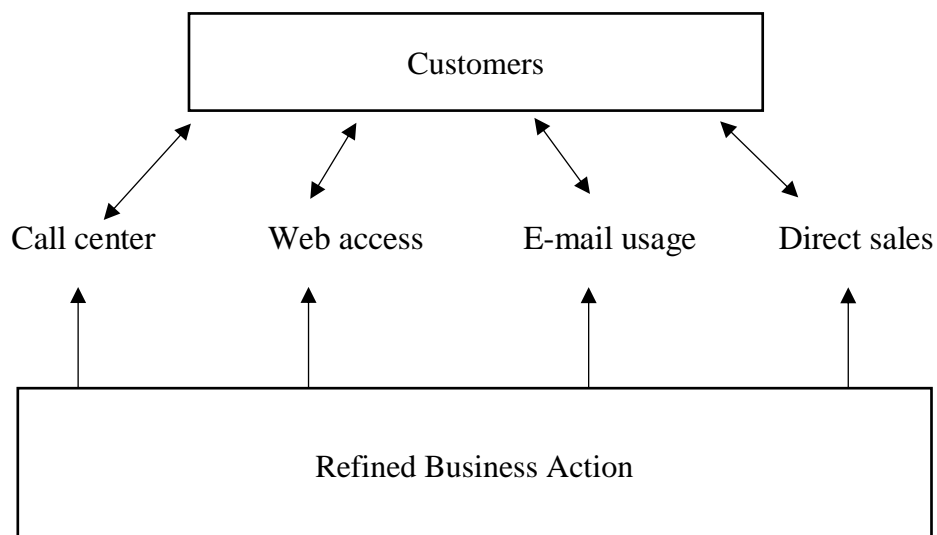 Customers
Call center Web access E-mail usage Direct sales
Refined Business Action